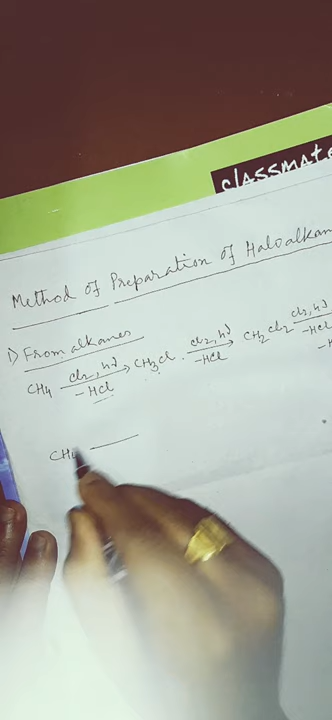 classmate
Method of Preparation of Haloalkan
1) From alkanes
CH4 Cl2, hν → -HCl CH3Cl Cl2, hν → -HCl CH2Cl2 Cl2, hν -HCl
CH4